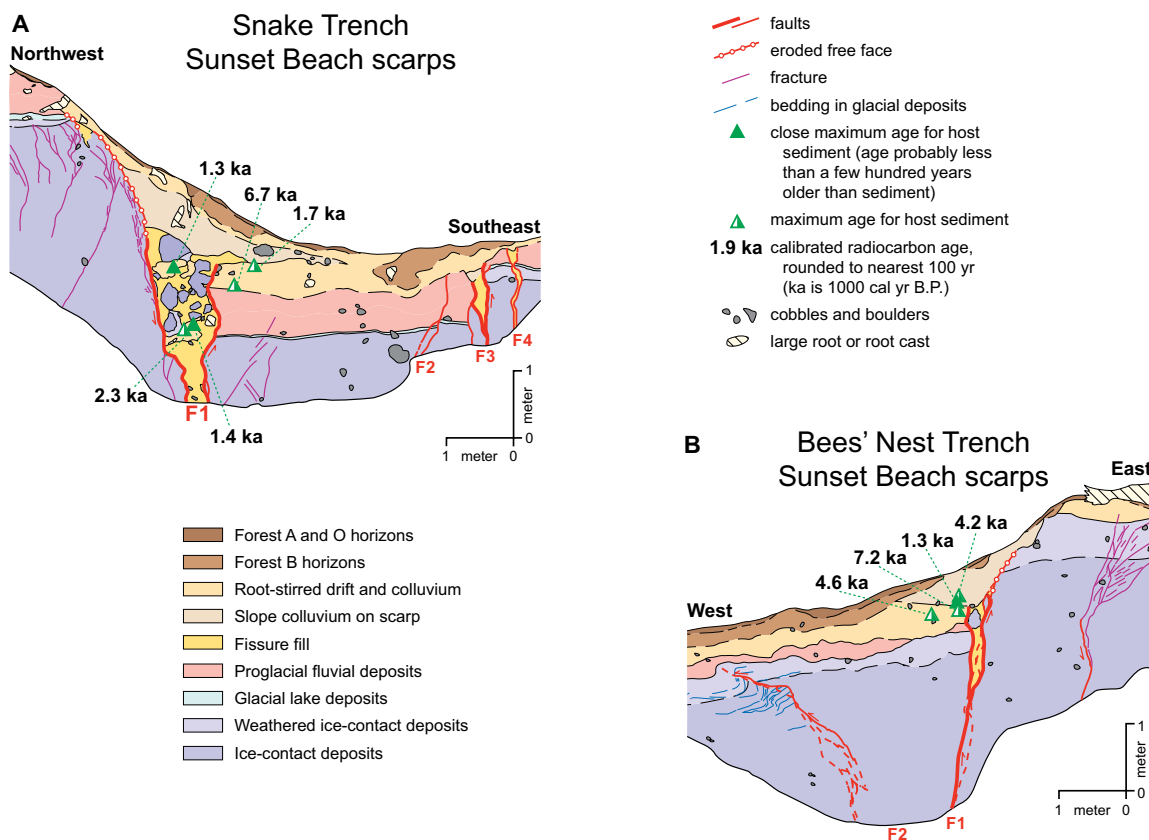 A
Snake Trench
Sunset Beach scarps
Northwest
1.3 ka
6.7 ka
1.7 ka
Southeast
2.3 ka
F1
1.4 ka
F2
F3
F4
1
meter
0
1 meter 0
faults
eroded free face
fracture
bedding in glacial deposits
close maximum age for host
sediment (age probably less
than a few hundred years
older than sediment)
maximum age for host sediment
1.9 ka calibrated radiocarbon age,
rounded to nearest 100 yr
(ka is 1000 cal yr B.P.)
cobbles and boulders
large root or root cast
Forest A and O horizons
Forest B horizons
Root-stirred drift and colluvium
Slope colluvium on scarp
Fissure fill
Proglacial fluvial deposits
Glacial lake deposits
Weathered ice-contact deposits
Ice-contact deposits
B
Bees' Nest Trench
Sunset Beach scarps
East
4.2 ka
1.3 ka
7.2 ka
4.6 ka
West
F2
F1
1
meter
0
1 meter 0